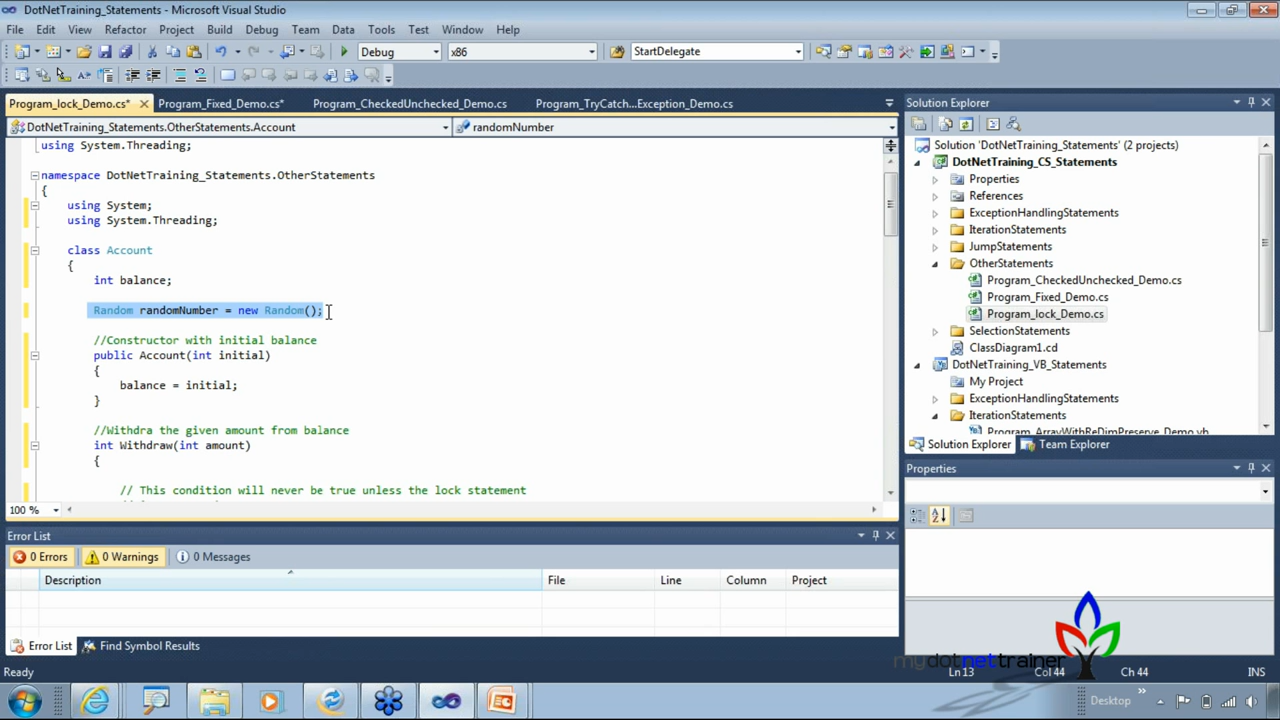 DotNetTraining_Statements - Microsoft Visual Studio
File Edit View Refactor Project Build Debug Team Data Tools Test Window Help
Debug x86 StartDelegate
Program_lock_Demo.cs* Program_Fixed_Demo.cs* Program_CheckedUnchecked_Demo.cs Program_TryCatch...Exception_Demo.cs
DotNetTraining_Statements.OtherStatements.Account randomNumber
using System.Threading;
namespace DotNetTraining_Statements.OtherStatements
{
using System;
using System.Threading;
class Account
{
int balance;
Random randomNumber = new Random();
//Constructor with initial balance
public Account(int initial)
{
balance = initial;
}
//Withdra the given amount from balance
int Withdraw(int amount)
{
// This condition will never be true unless the lock statement
100 %
Solution Explorer
Solution 'DotNetTraining_Statements' (2 projects)
DotNetTraining_CS_Statements
Properties
References
ExceptionHandlingStatements
IterationStatements
JumpStatements
OtherStatements
Program_CheckedUnchecked_Demo.cs
Program_Fixed_Demo.cs
Program_lock_Demo.cs
SelectionStatements
ClassDiagram1.cd
DotNetTraining_VB_Statements
My Project
ExceptionHandlingStatements
IterationStatements
Program_ArrayWithReDimPreserve_Demo.vb
Solution Explorer Team Explorer
Properties
Error List
0 Errors 0 Warnings 0 Messages
Description File Line Column Project
Error List Find Symbol Results
mydotnettrainer
Ready Ln 13 Col 44 Ch 44 INS
Desktop